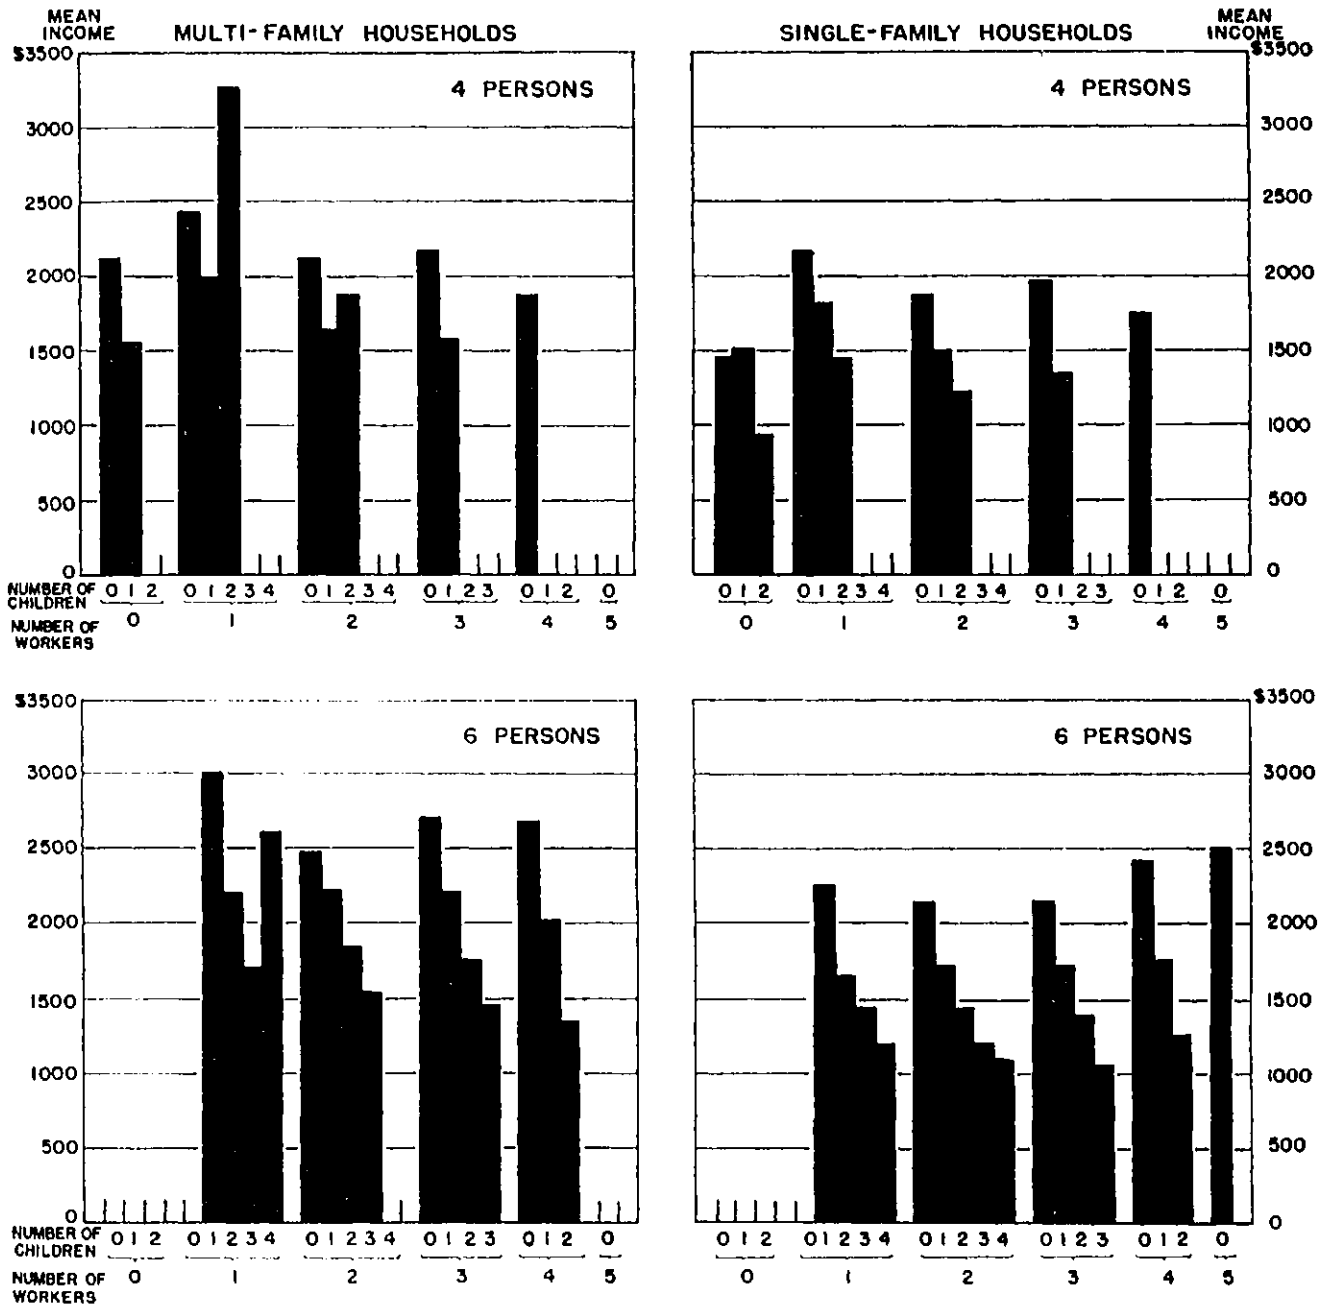 MEAN
INCOME
MULTI-FAMILY HOUSEHOLDS
SINGLE-FAMILY HOUSEHOLDS
MEAN
INCOME
$3500
4 PERSONS
3000
2500
2000
1500
1000
500
0
NUMBER OF
CHILDREN
0 1 2 0 1 2 3 4 0 1 2 3 4 0 1 2 3 0 1 2 0
NUMBER OF
WORKERS
0 1 2 3 4 5
$3500
4 PERSONS
3000
2500
2000
1500
1000
500
0
0 1 2 0 1 2 3 4 0 1 2 3 4 0 1 2 3 0 1 2 0
0 1 2 3 4 5
$3500
6 PERSONS
3000
2500
2000
1500
1000
500
0
NUMBER OF
CHILDREN
0 1 2 0 1 2 3 4 0 1 2 3 4 0 1 2 3 0 1 2 0
NUMBER OF
WORKERS
0 1 2 3 4 5
$3500
6 PERSONS
3000
2500
2000
1500
1000
500
0
0 1 2 0 1 2 3 4 0 1 2 3 4 0 1 2 3 0 1 2 0
0 1 2 3 4 5